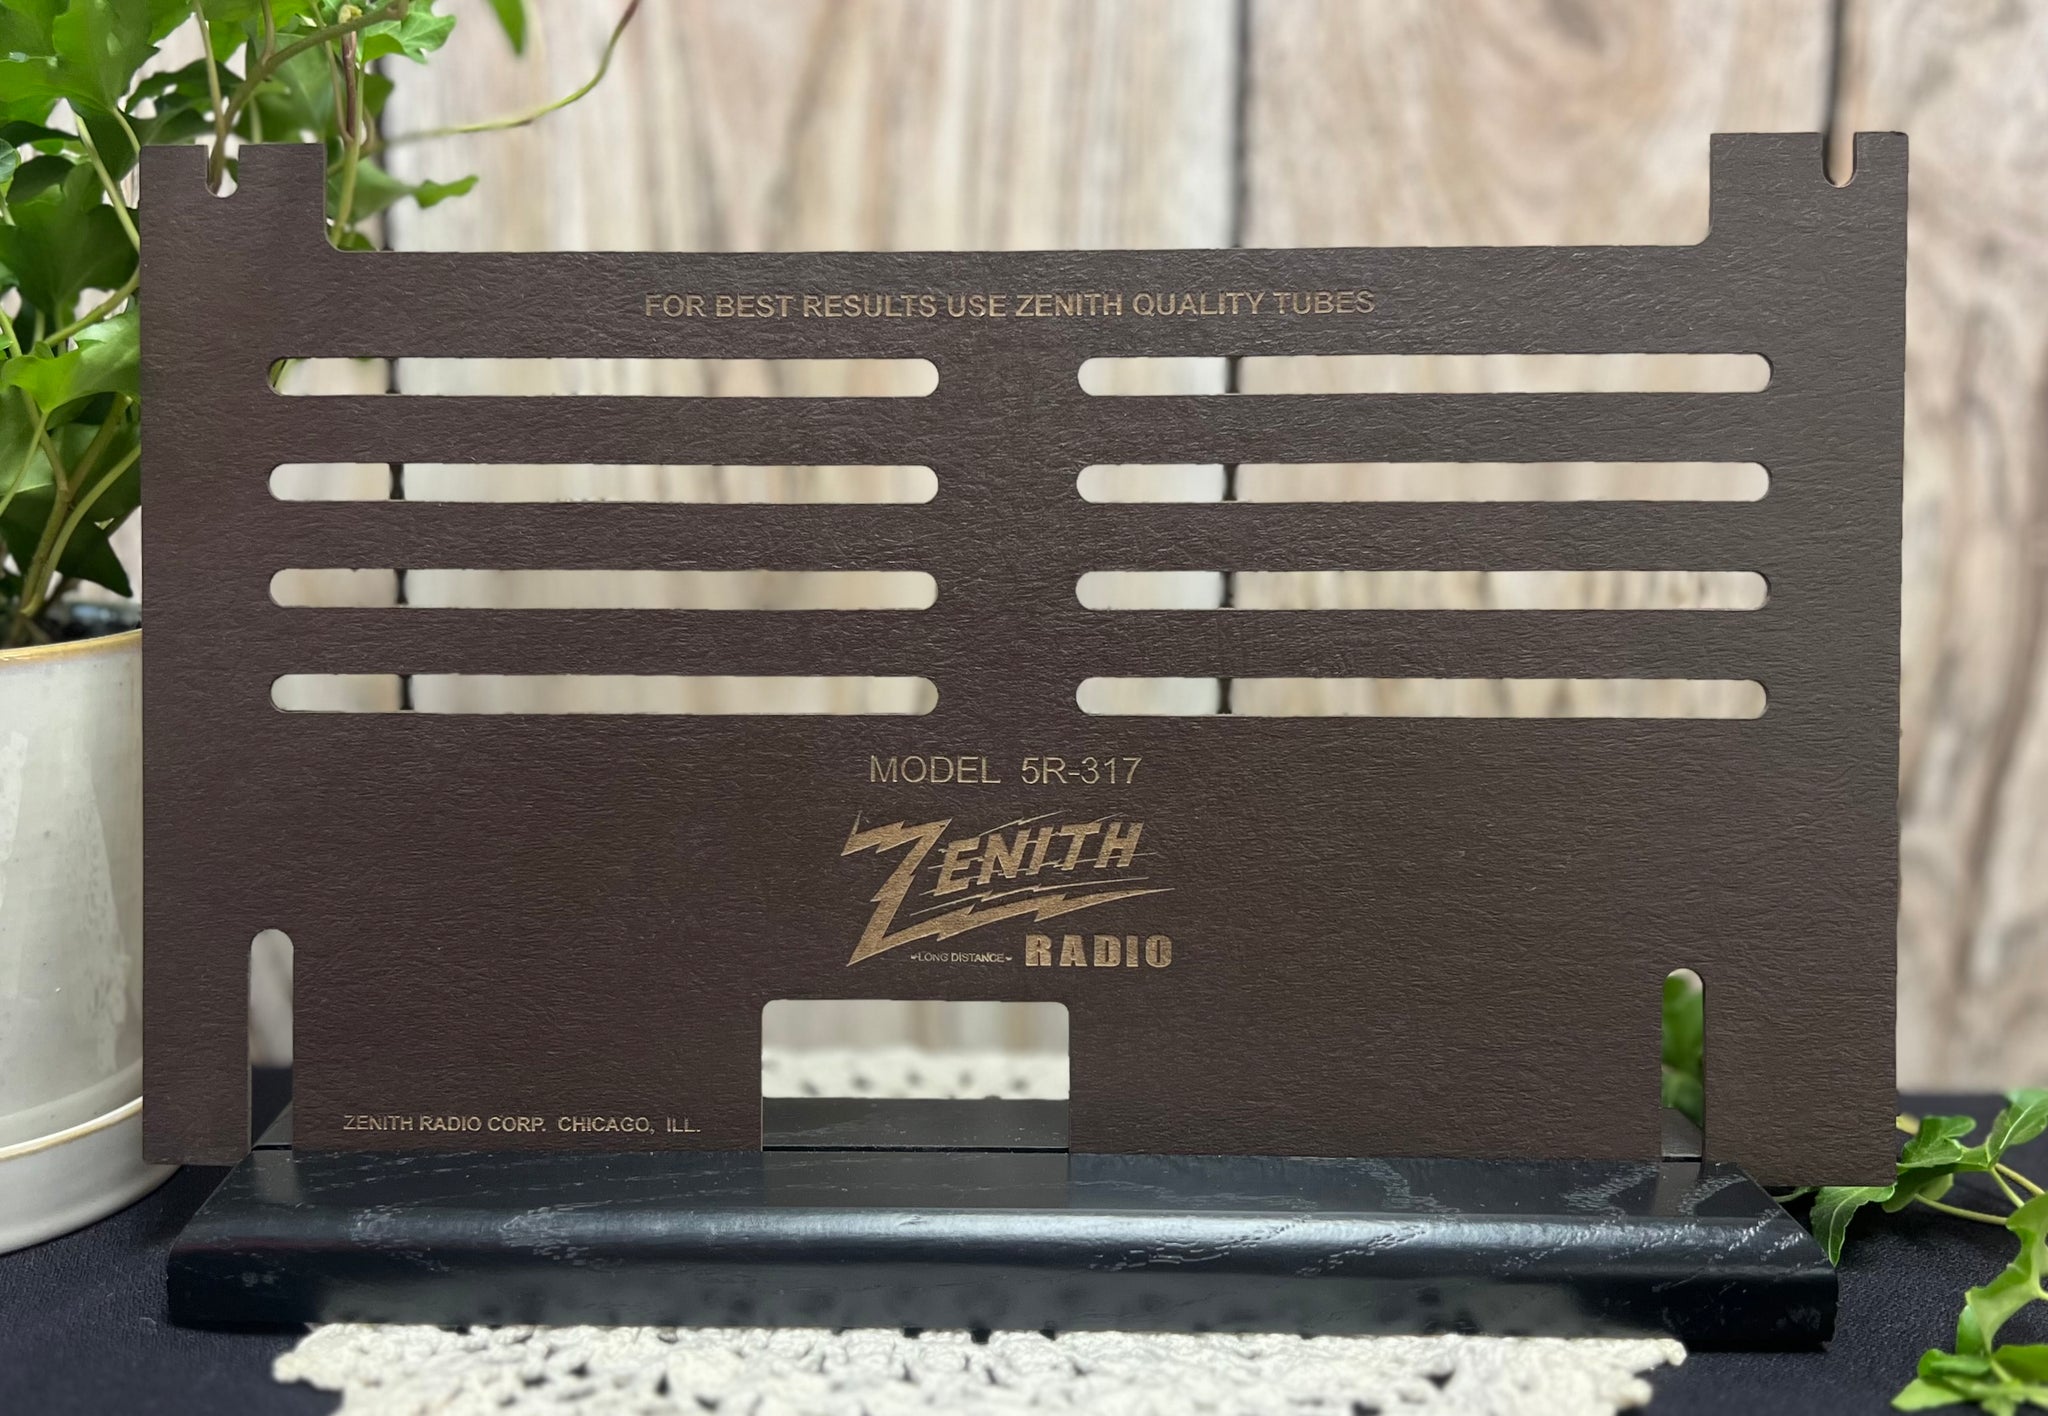 FOR BEST RESULTS USE ZENITH QUALITY TUBES
MODEL 5R-317
ZENITH
-LONG DISTANCE- RADIO
ZENITH RADIO CORP. CHICAGO, ILL.